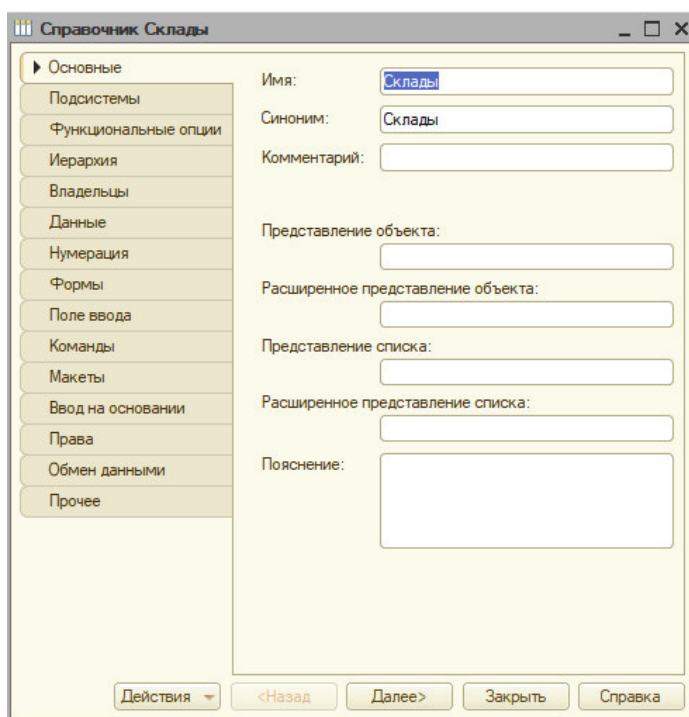 Справочник Склады
Основные
Подсистемы
Функциональные опции
Иерархия
Владельцы
Данные
Нумерация
Формы
Поле ввода
Команды
Макеты
Ввод на основании
Права
Обмен данными
Прочее
Имя: Склады
Синоним: Склады
Комментарий:
Представление объекта:
Расширенное представление объекта:
Представление списка:
Расширенное представление списка:
Пояснение:
Действия <Назад Далее> Закрыть Справка